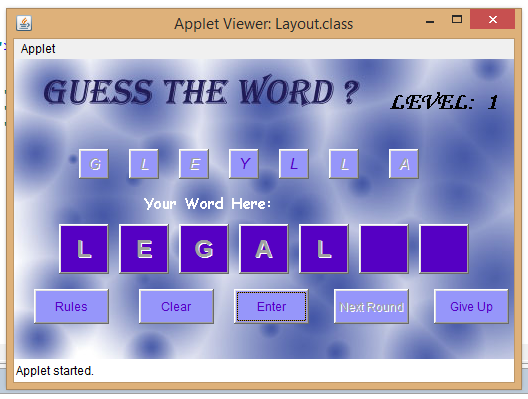 Applet Viewer: Layout.class
Applet
GUESS THE WORD ?
LEVEL: 1
G L E Y L L A
Your Word Here:
L E G A L
Rules Clear Enter Next Round Give Up
Applet started.